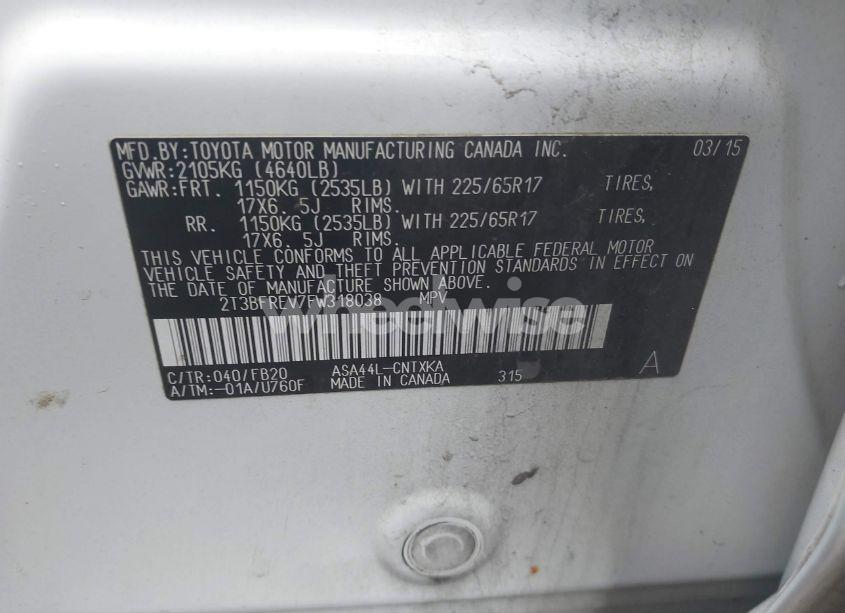 MFD.BY:TOYOTA MOTOR MANUFACTURING CANADA INC. 03/15
GVWR:2105KG (4640LB)
GAWR:FRT. 1150KG (2535LB) WITH 225/65R17 TIRES,
17X6. 5J RIMS.
RR. 1150KG (2535LB) WITH 225/65R17 TIRES,
17X6. 5J RIMS.
THIS VEHICLE CONFORMS TO ALL APPLICABLE FEDERAL MOTOR
VEHICLE SAFETY AND THEFT PREVENTION STANDARDS IN EFFECT ON
THE DATE OF MANUFACTURE SHOWN ABOVE.
2T3BFREV7FW318038 MPV
wheelwise
C/TR:040/FB20 ASA44L-CNTXKA 315 A
A/TM:-01A/U760F MADE IN CANADA